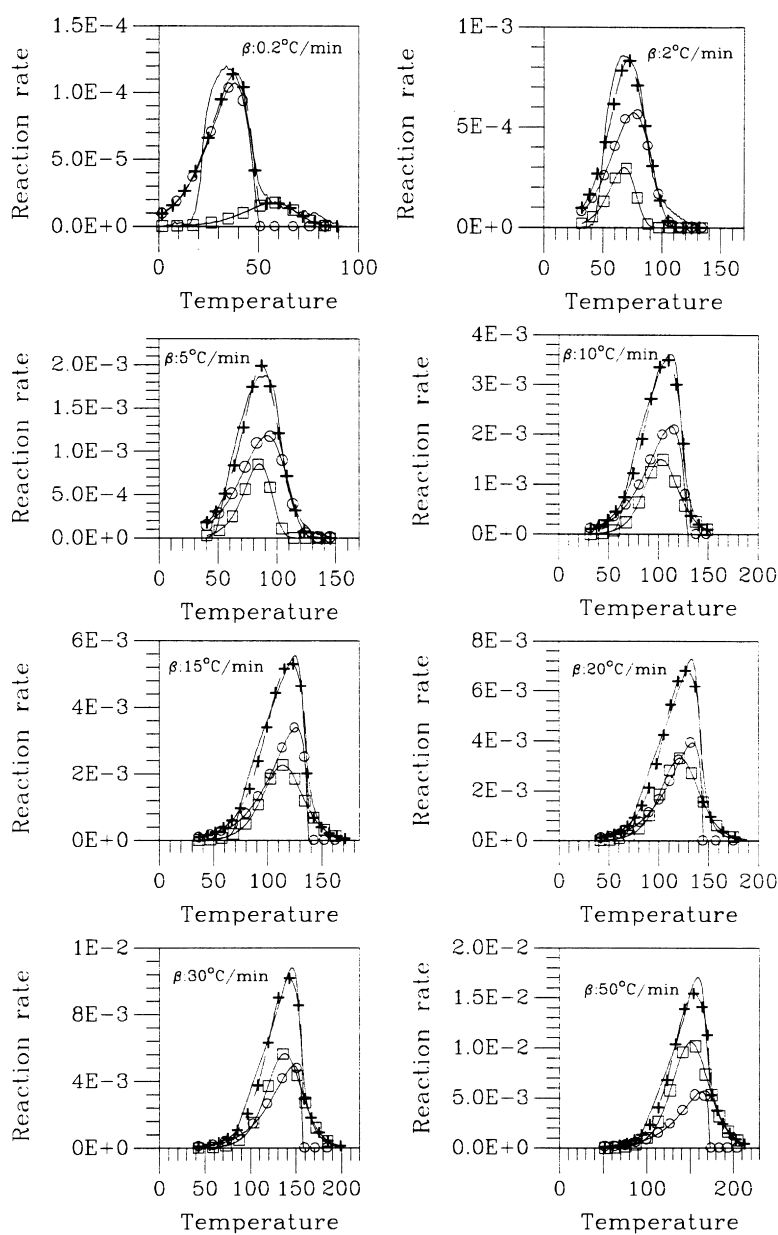 β:0.2°C/min
Reaction rate
1.5E-4
1.0E-4
5.0E-5
0.0E+0
0 50 100
Temperature
β:2°C/min
Reaction rate
1E-3
5E-4
0E+0
0 50 100 150
Temperature
β:5°C/min
Reaction rate
2.0E-3
1.5E-3
1.0E-3
5.0E-4
0.0E+0
0 50 100 150
Temperature
β:10°C/min
Reaction rate
4E-3
3E-3
2E-3
1E-3
0E+0
0 50 100 150 200
Temperature
β:15°C/min
Reaction rate
6E-3
4E-3
2E-3
0E+0
0 50 100 150
Temperature
β:20°C/min
Reaction rate
8E-3
6E-3
4E-3
2E-3
0E+0
0 50 100 150 200
Temperature
β:30°C/min
Reaction rate
1E-2
8E-3
4E-3
0E+0
0 50 100 150 200
Temperature
β:50°C/min
Reaction rate
2.0E-2
1.5E-2
1.0E-2
5.0E-3
0.0E+0
0 50 100 150 200
Temperature